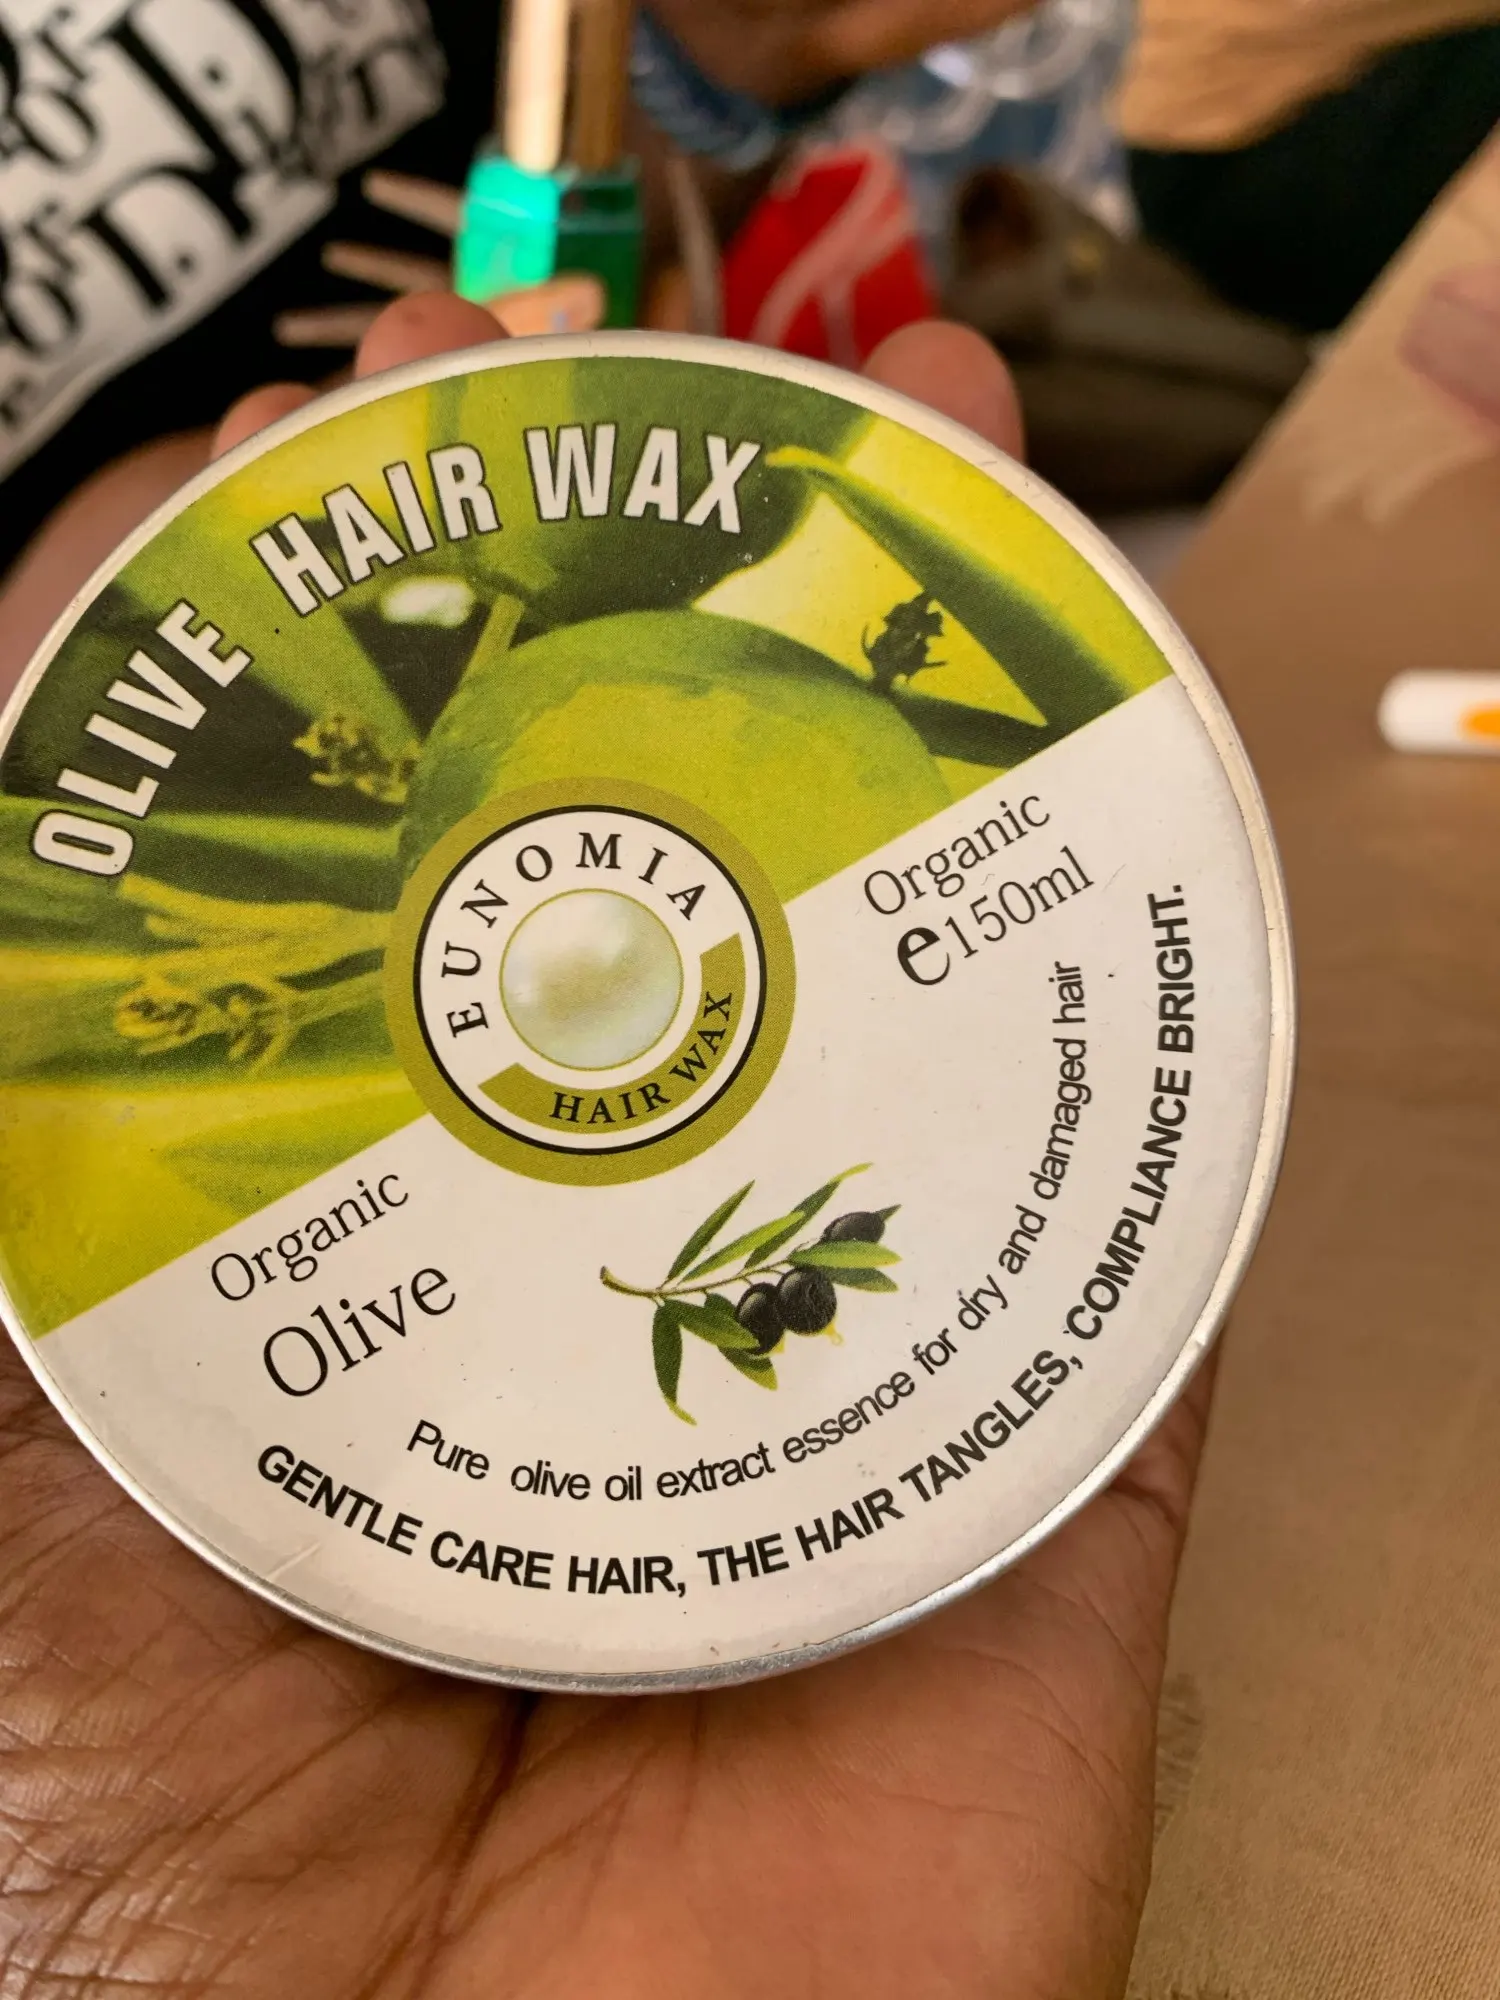 OLIVE HAIR WAX
EUNOMIA
HAIR WAX
Organic
e150ml
Organic
Olive
Pure olive oil extract essence for dry and damaged hair
GENTLE CARE HAIR, THE HAIR TANGLES, COMPLIANCE BRIGHT.